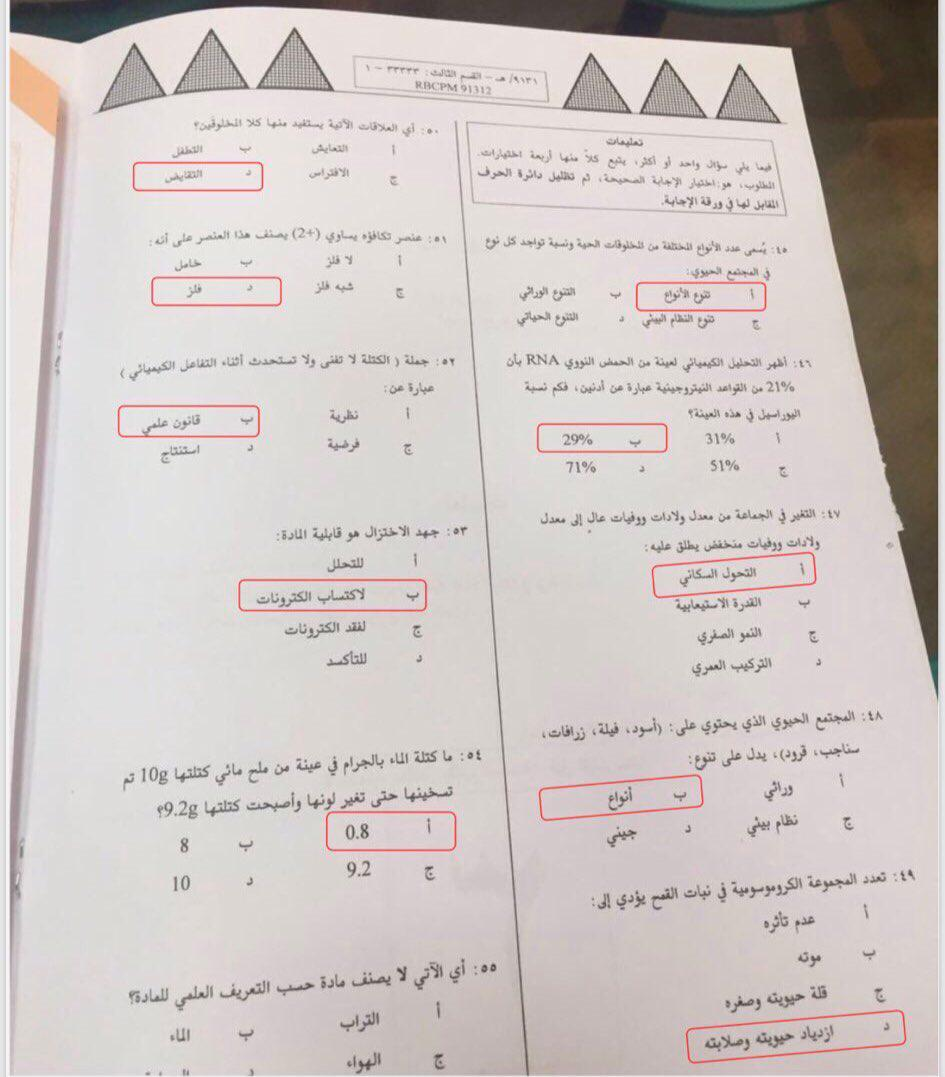 ٩١٣١/ هـ – القسم الثالث: ٣٣٣٣٣ – ١
RBCPM 91312
تعليمات
فيما يلي سؤال واحد أو أكثر، يتبع كلاً منها أربعة اختيارات.
المطلوب، هو: اختيار الإجابة الصحيحة، ثم تظليل دائرة الحرف
المقابل لها في ورقة الإجابة.
٤٥: يُسمى عدد الأنواع المختلفة من المخلوقات الحية ونسبة تواجد كل نوع
في المجتمع الحيوي:
أ تنوع الأنواع ب التنوع الوراثي
ج تنوع النظام البيئي د التنوع الحياتي
٤٦: أظهر التحليل الكيميائي لعينة من الحمض النووي RNA بأن
21% من القواعد النيتروجينية عبارة عن أدنين، فكم نسبة
اليوراسيل في هذه العينة؟
أ 31% ب 29%
ج 51% د 71%
٤٧: التغير في الجماعة من معدل ولادات ووفيات عال إلى معدل
ولادات ووفيات منخفض يطلق عليه:
أ التحول السكاني
ب القدرة الاستيعابية
ج النمو الصفري
د التركيب العمري
٤٨: المجتمع الحيوي الذي يحتوي على: (أسود، فيلة، زرافات،
سناجب، قرود)، يدل على تنوع:
أ وراثي ب أنواع
ج نظام بيئي د جيني
٤٩: تعدد المجموعة الكروموسومية في نبات القمح يؤدي إلى:
أ عدم تأثره
ب موته
ج قلة حيويته وصغره
د ازدياد حيويته وصلابته
٥٠: أي العلاقات الآتية يستفيد منها كلا المخلوقين؟
أ التعايش ب التطفل
ج الافتراس د التقايض
٥١: عنصر تكافؤه يساوي (+2) يصنف هذا العنصر على أنه:
أ لا فلز ب خامل
ج شبه فلز د فلز
٥٢: جملة ( الكتلة لا تفنى ولا تستحدث أثناء التفاعل الكيميائي )
عبارة عن:
أ نظرية ب قانون علمي
ج فرضية د استنتاج
٥٣: جهد الاختزال هو قابلية المادة:
أ للتحلل
ب لاكتساب الكترونات
ج لفقد الكترونات
د للتأكسد
٥٤: ما كتلة الماء بالجرام في عينة من ملح مائي كتلتها 10g تم
تسخينها حتى تغير لونها وأصبحت كتلتها 9.2g؟
أ 0.8 ب 8
ج 9.2 د 10
٥٥: أي الآتي لا يصنف مادة حسب التعريف العلمي للمادة؟
أ التراب ب الماء
ج الهواء د